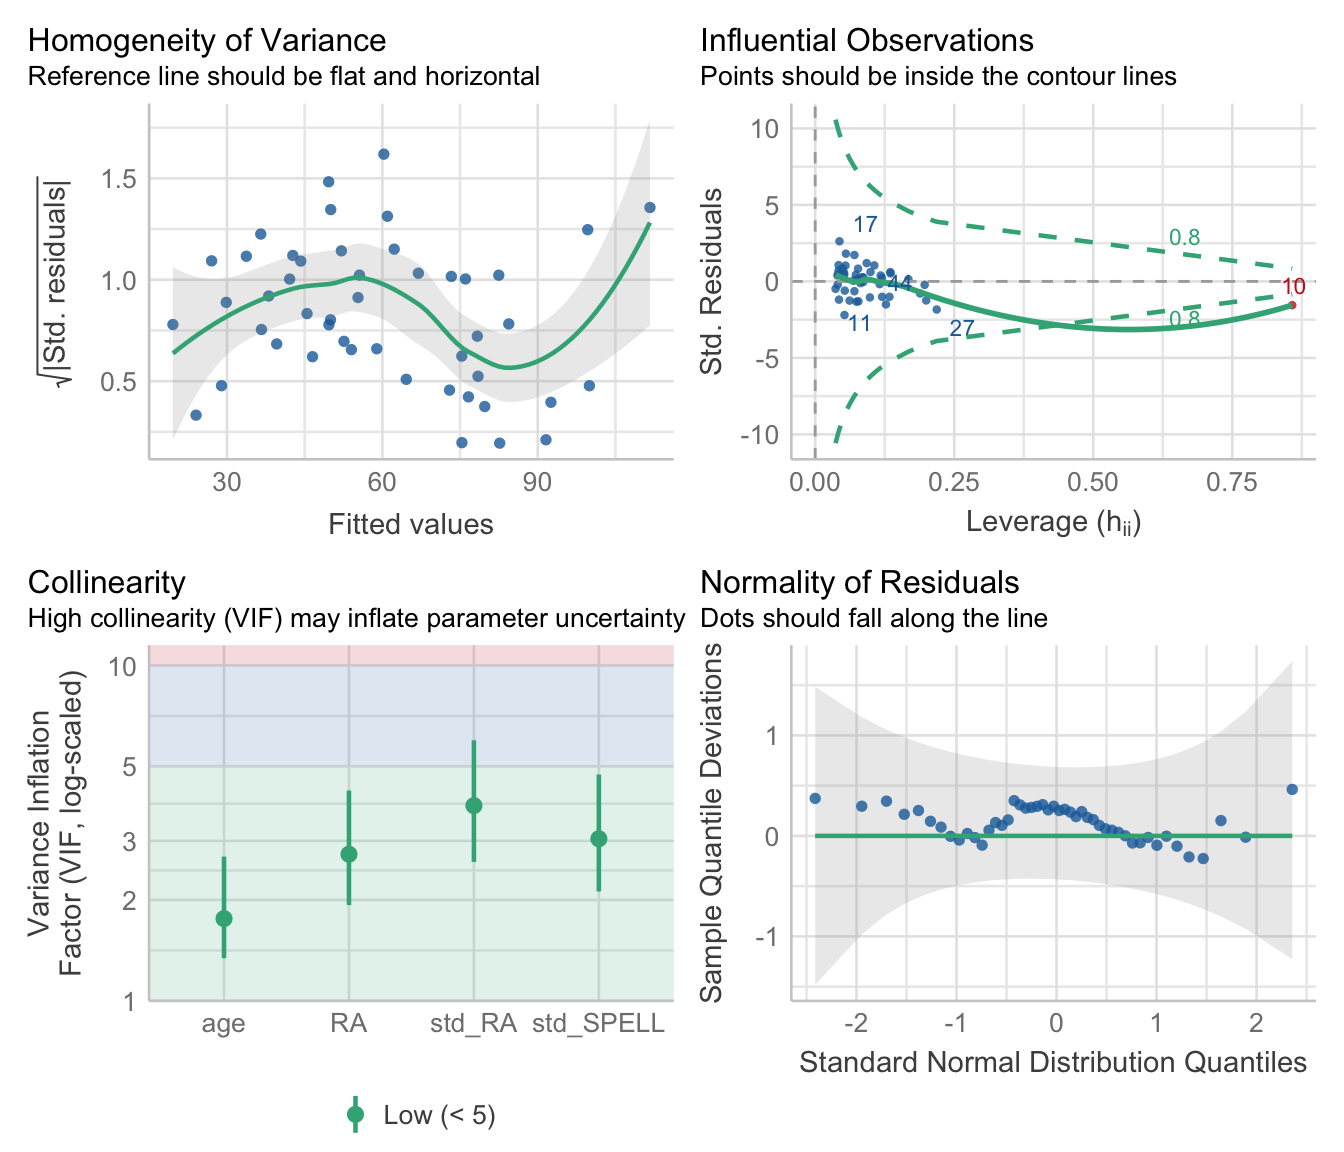 Homogeneity of Variance
Reference line should be flat and horizontal
√|Std. residuals|
1.5
1.0
0.5
30 60 90
Fitted values
Influential Observations
Points should be inside the contour lines
Std. Residuals
10
5
0
-5
-10
17
0.8
44
10
11
27
0.8
0.00 0.25 0.50 0.75
Leverage (hii)
Collinearity
High collinearity (VIF) may inflate parameter uncertainty
Variance Inflation
Factor (VIF, log-scaled)
10
5
3
2
1
age RA std_RA std_SPELL
Low (< 5)
Normality of Residuals
Dots should fall along the line
Sample Quantile Deviations
1
0
-1
-2 -1 0 1 2
Standard Normal Distribution Quantiles